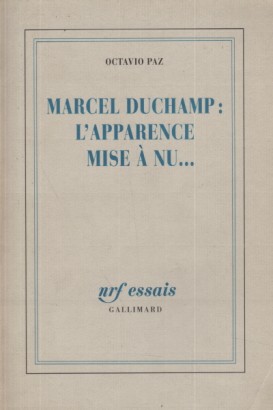 OCTAVIO PAZ
MARCEL DUCHAMP :
L'APPARENCE
MISE À NU...
nrf essais
GALLIMARD